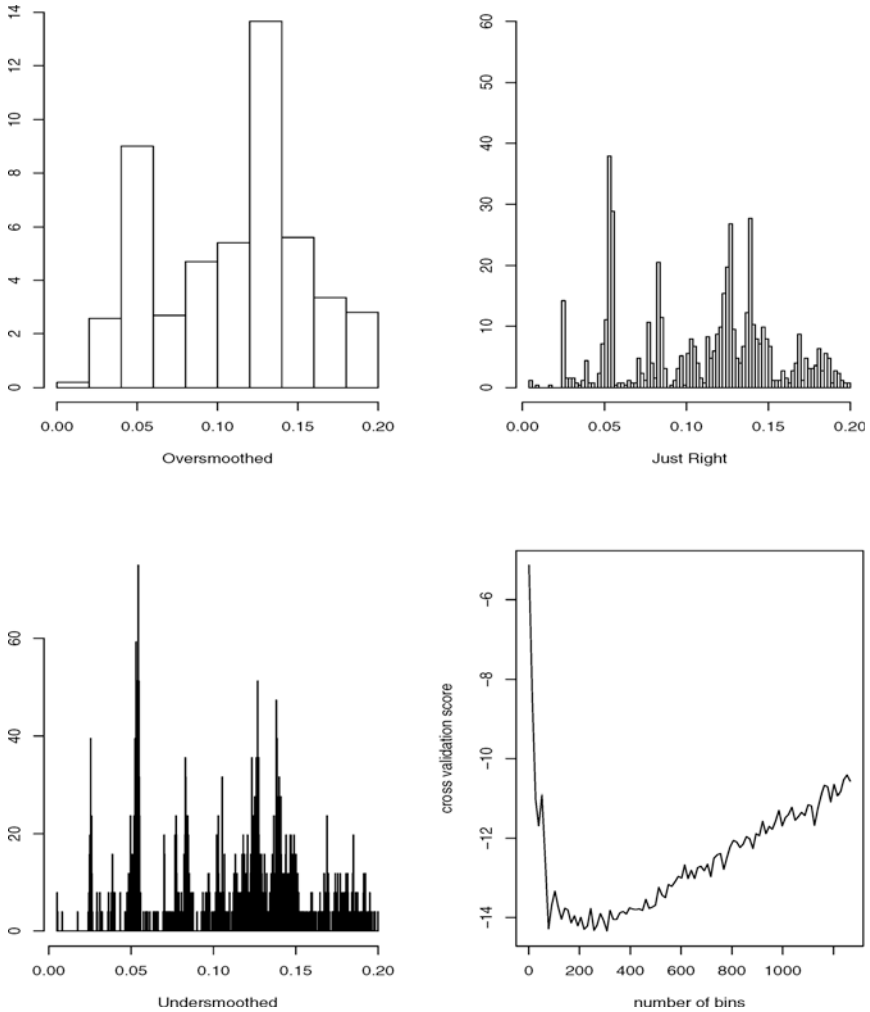 14
12
10
8
6
4
2
0
0.00 0.05 0.10 0.15 0.20
Oversmoothed
60
50
40
30
20
10
0
0.00 0.05 0.10 0.15 0.20
Just Right
60
40
20
0
0.00 0.05 0.10 0.15 0.20
Undersmoothed
cross validation score
−6
−8
−10
−12
−14
0 200 400 600 800 1000
number of bins